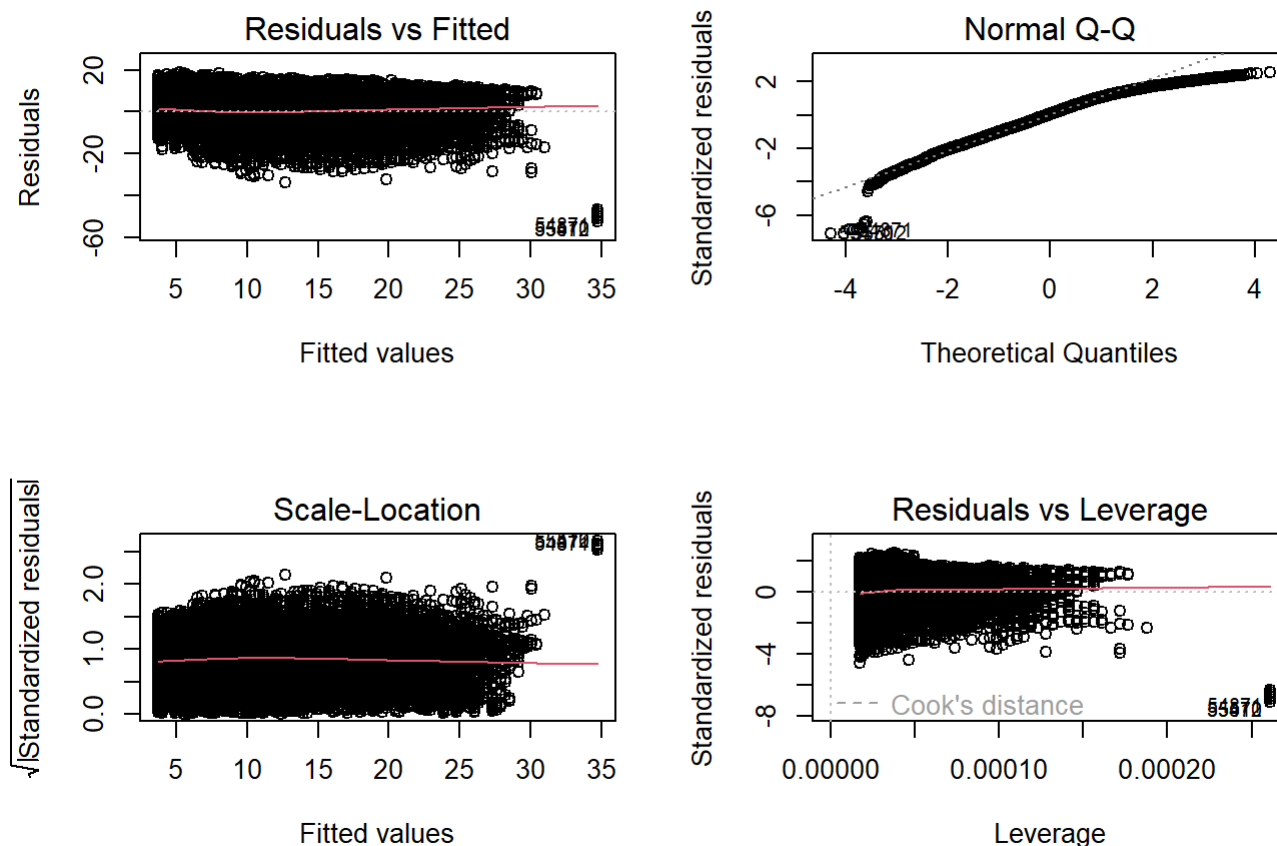 Residuals vs Fitted
Residuals
20
-20
-60
5 10 15 20 25 30 35
Fitted values
Normal Q-Q
Standardized residuals
2
-2
-6
-4 -2 0 2 4
Theoretical Quantiles
Scale-Location
√|Standardized residuals|
2.0
1.0
0.0
5 10 15 20 25 30 35
Fitted values
Residuals vs Leverage
Standardized residuals
0
-4
-8
Cook's distance
0.00000 0.00010 0.00020
Leverage